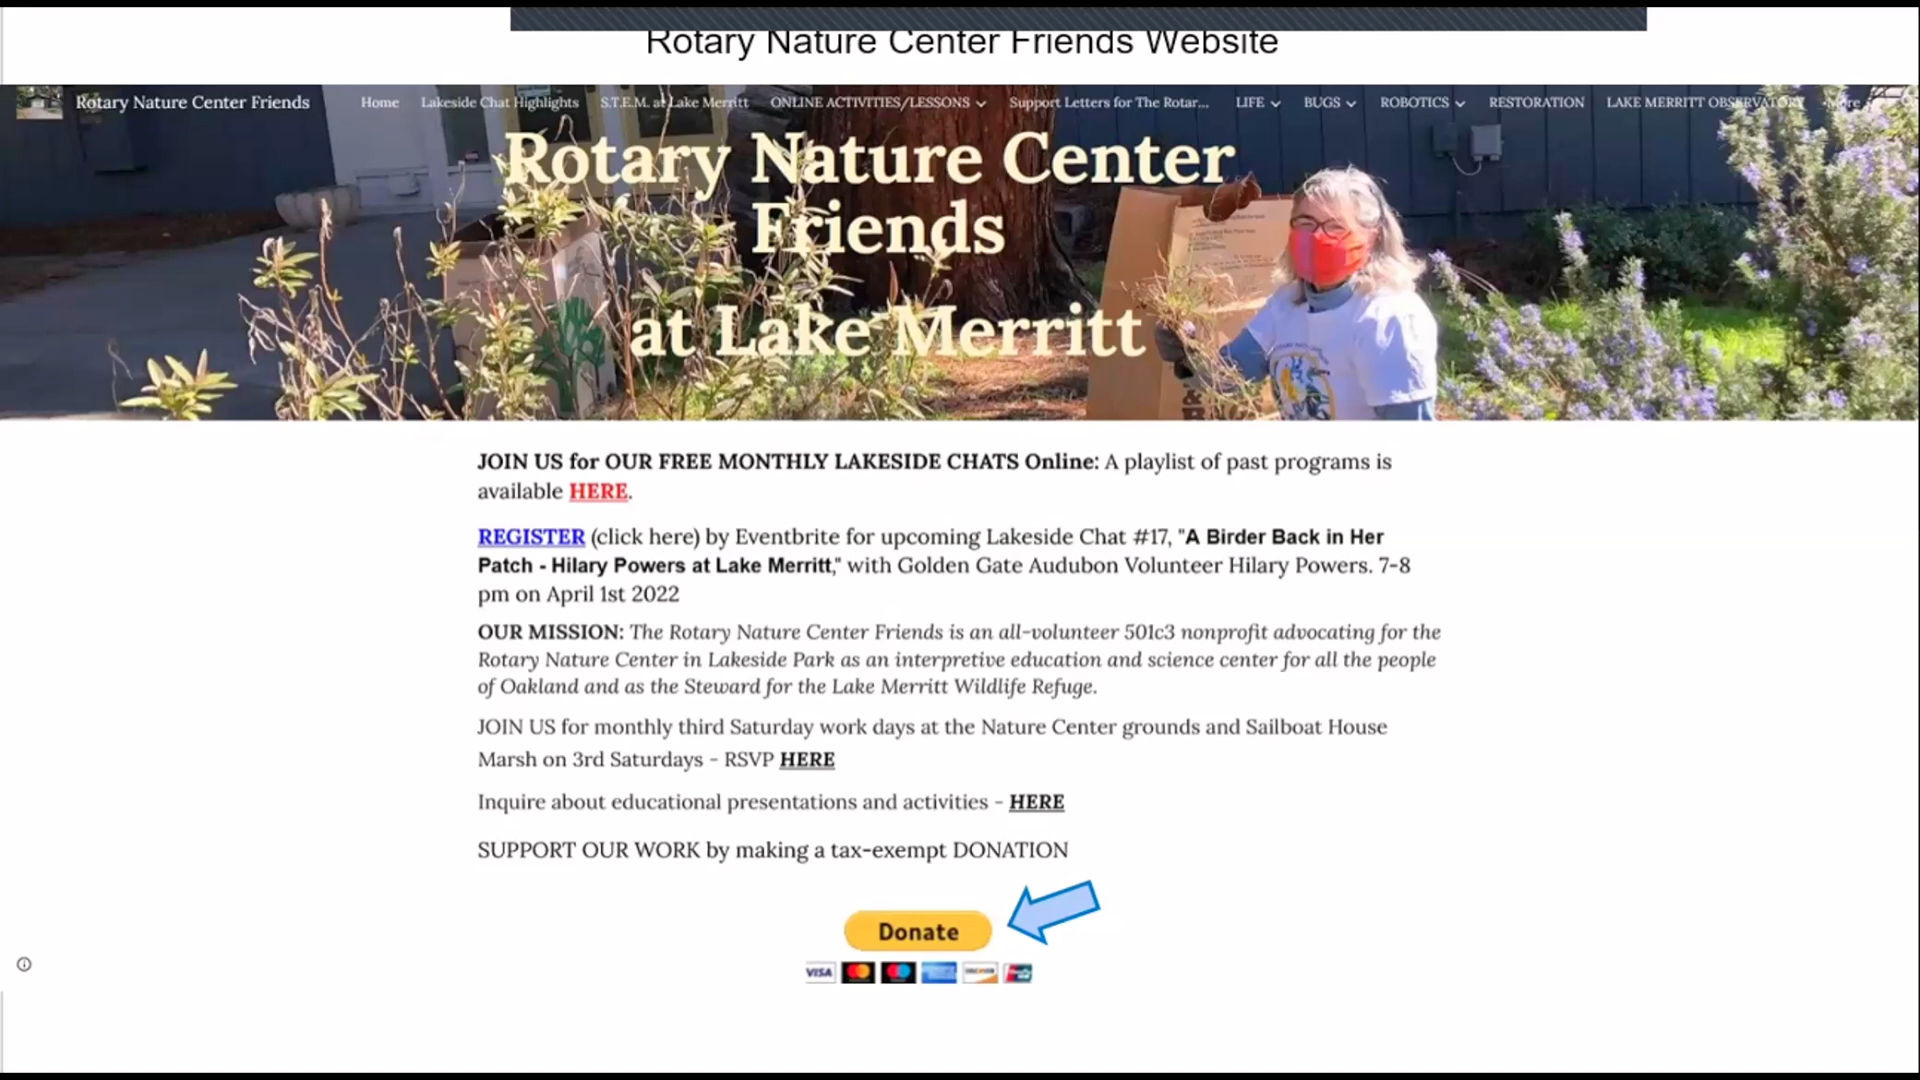 Rotary Nature Center Friends Website
Rotary Nature Center Friends Home Lakeside Chat Highlights S.T.E.M. at Lake Merritt ONLINE ACTIVITIES/LESSONS Support Letters for The Rotar... LIFE BUGS ROBOTICS RESTORATION LAKE MERRITT OBSERVATORY More
Rotary Nature Center
Friends
at Lake Merritt
JOIN US for OUR FREE MONTHLY LAKESIDE CHATS Online: A playlist of past programs is
available HERE.
REGISTER (click here) by Eventbrite for upcoming Lakeside Chat #17, "A Birder Back in Her
Patch - Hilary Powers at Lake Merritt," with Golden Gate Audubon Volunteer Hilary Powers. 7-8
pm on April 1st 2022
OUR MISSION: The Rotary Nature Center Friends is an all-volunteer 501c3 nonprofit advocating for the
Rotary Nature Center in Lakeside Park as an interpretive education and science center for all the people
of Oakland and as the Steward for the Lake Merritt Wildlife Refuge.
JOIN US for monthly third Saturday work days at the Nature Center grounds and Sailboat House
Marsh on 3rd Saturdays - RSVP HERE
Inquire about educational presentations and activities - HERE
SUPPORT OUR WORK by making a tax-exempt DONATION
Donate
VISA